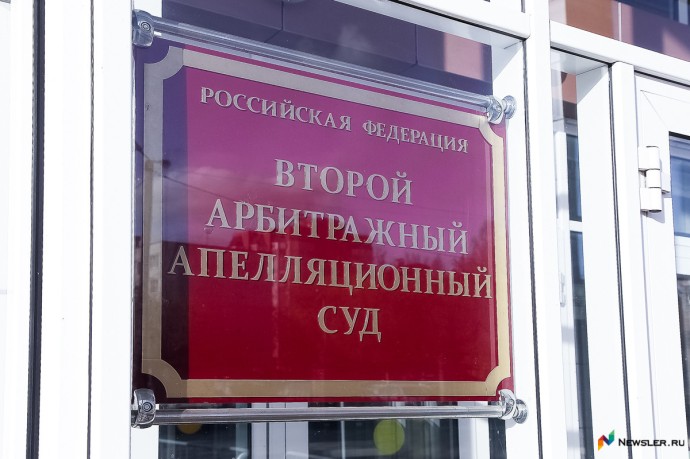 РОССИЙСКАЯ ФЕДЕРАЦИЯ
ВТОРОЙ
АРБИТРАЖНЫЙ
АПЕЛЛЯЦИОННЫЙ
СУД
NEWSLER.RU